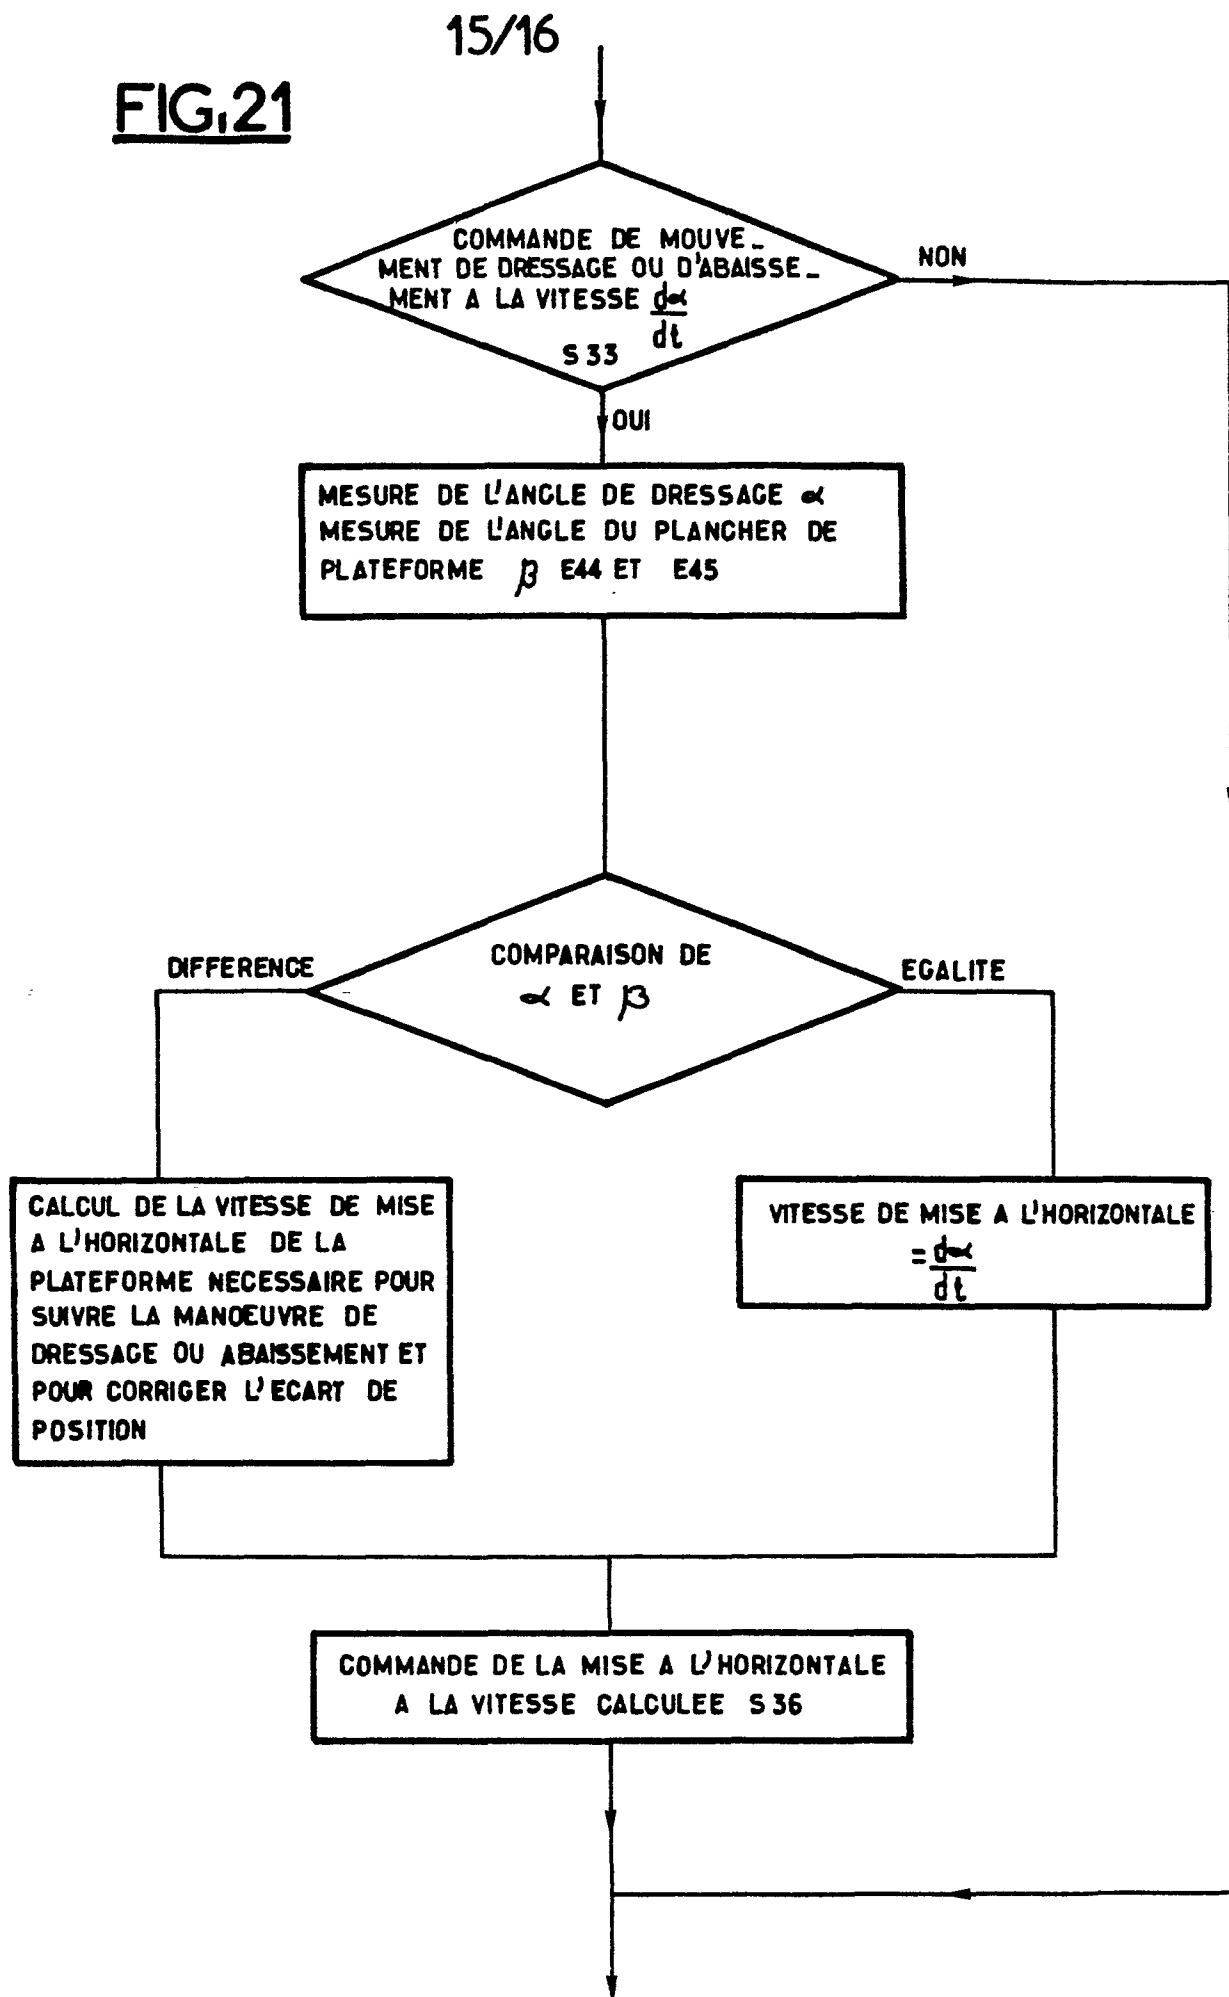 15/16
FIG.21
COMMANDE DE MOUVE_
MENT DE DRESSAGE OU D'ABAISSE_
MENT A LA VITESSE dα
dt
S 33
NON
OUI
MESURE DE L'ANGLE DE DRESSAGE α
MESURE DE L'ANGLE DU PLANCHER DE
PLATEFORME β E44 ET E45
DIFFERENCE
COMPARAISON DE
α ET β
EGALITE
CALCUL DE LA VITESSE DE MISE
A L'HORIZONTALE DE LA
PLATEFORME NECESSAIRE POUR
SUIVRE LA MANŒUVRE DE
DRESSAGE OU ABAISSEMENT ET
POUR CORRIGER L'ECART DE
POSITION
VITESSE DE MISE A L'HORIZONTALE
= dα
dt
COMMANDE DE LA MISE A L'HORIZONTALE
A LA VITESSE CALCULEE S 36